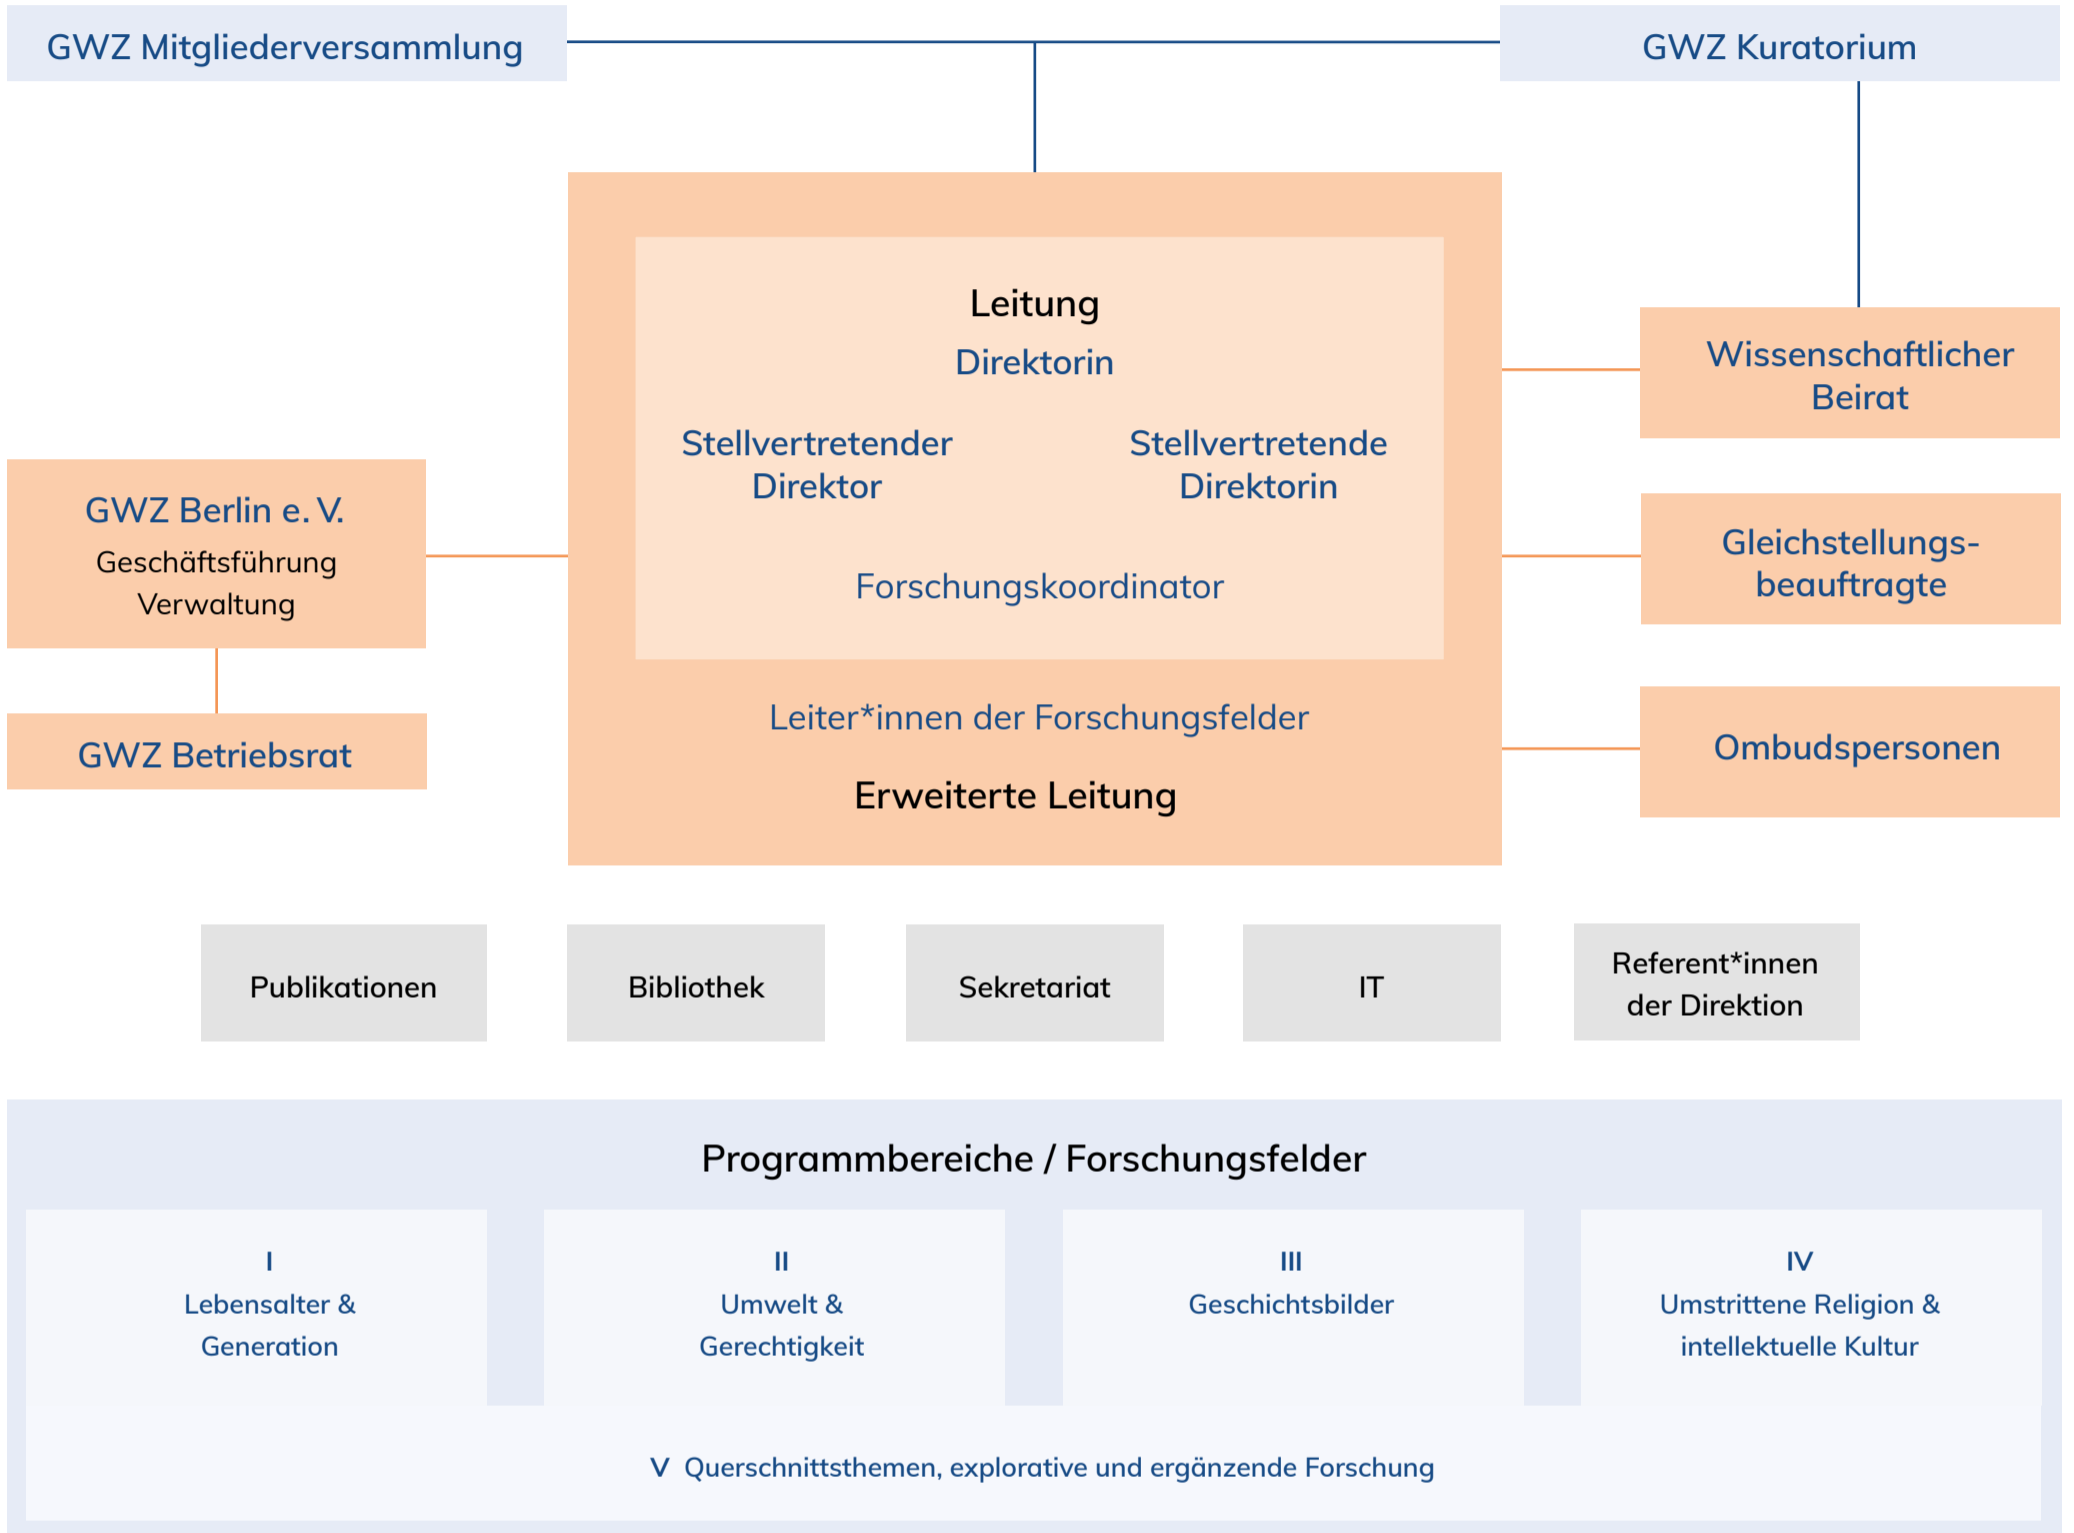 GWZ Mitgliederversammlung
GWZ Kuratorium
Leitung
Direktorin
Stellvertretender
Direktor
Stellvertretende
Direktorin
Forschungskoordinator
Leiter*innen der Forschungsfelder
Erweiterte Leitung
GWZ Berlin e. V.
Geschäftsführung
Verwaltung
GWZ Betriebsrat
Wissenschaftlicher
Beirat
Gleichstellungs-
beauftragte
Ombudspersonen
Publikationen
Bibliothek
Sekretariat
IT
Referent*innen
der Direktion
Programmbereiche / Forschungsfelder
I
Lebensalter &
Generation
II
Umwelt &
Gerechtigkeit
III
Geschichtsbilder
IV
Umstrittene Religion &
intellektuelle Kultur
V Querschnittsthemen, explorative und ergänzende Forschung